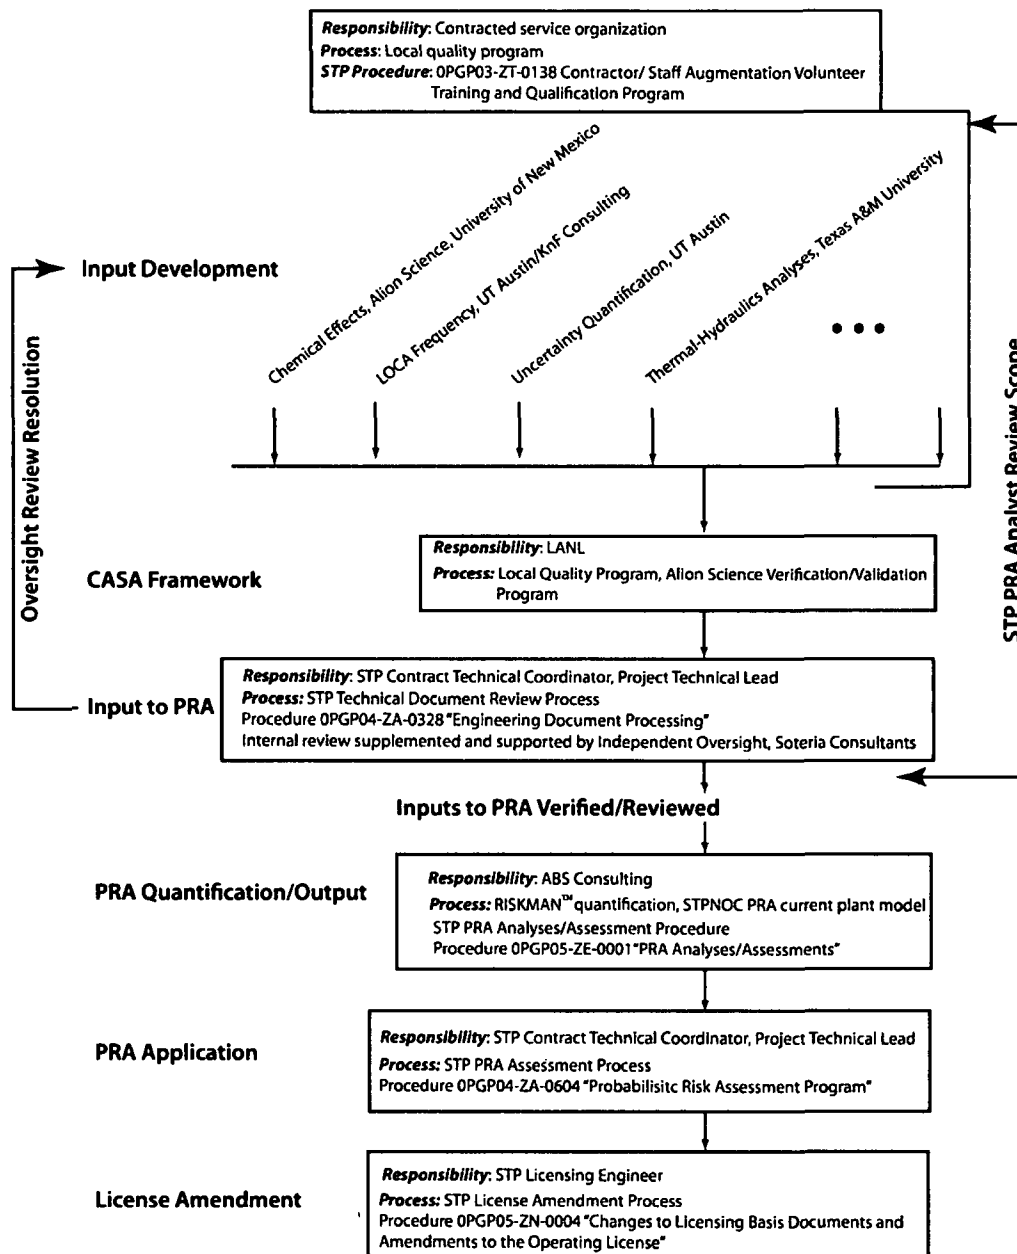 Responsibility: Contracted service organization
Process: Local quality program
STP Procedure: 0PGP03-ZT-0138 Contractor/ Staff Augmentation Volunteer
Training and Qualification Program
Input Development
Chemical Effects, Alion Science, University of New Mexico
LOCA Frequency, UT Austin/KnF Consulting
Uncertainty Quantification, UT Austin
Thermal-Hydraulics Analyses, Texas A&M University
• • •
Oversight Review Resolution
STP PRA Analyst Review Scope
CASA Framework
Responsibility: LANL
Process: Local Quality Program, Alion Science Verification/Validation
Program
Input to PRA
Responsibility: STP Contract Technical Coordinator, Project Technical Lead
Process: STP Technical Document Review Process
Procedure 0PGP04-ZA-0328 "Engineering Document Processing"
Internal review supplemented and supported by Independent Oversight, Soteria Consultants
Inputs to PRA Verified/Reviewed
PRA Quantification/Output
Responsibility: ABS Consulting
Process: RISKMAN™ quantification, STPNOC PRA current plant model
STP PRA Analyses/Assessment Procedure
Procedure 0PGP05-ZE-0001 "PRA Analyses/Assessments"
PRA Application
Responsibility: STP Contract Technical Coordinator, Project Technical Lead
Process: STP PRA Assessment Process
Procedure 0PGP04-ZA-0604 "Probabilisitc Risk Assessment Program"
License Amendment
Responsibility: STP Licensing Engineer
Process: STP License Amendment Process
Procedure 0PGP05-ZN-0004 "Changes to Licensing Basis Documents and
Amendments to the Operating License"